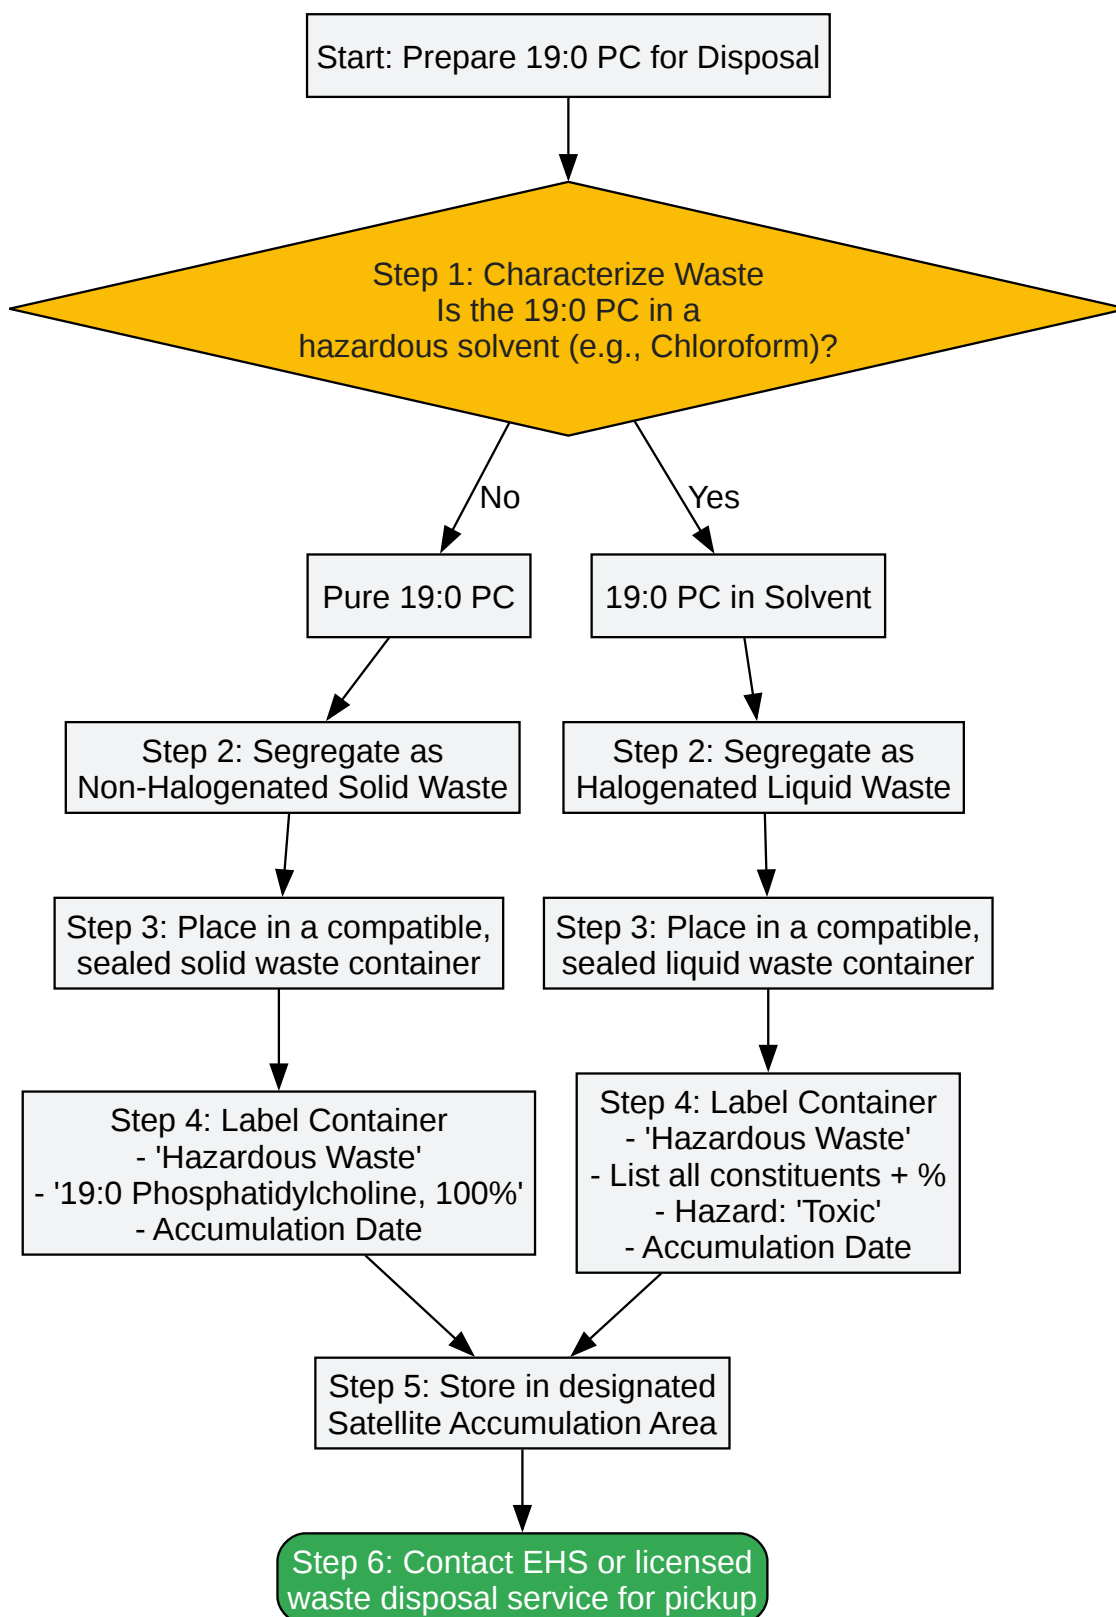 Start: Prepare 19:0 PC for Disposal
Step 1: Characterize Waste
Is the 19:0 PC in a
hazardous solvent (e.g., Chloroform)?
No
Yes
Pure 19:0 PC
19:0 PC in Solvent
Step 2: Segregate as
Non-Halogenated Solid Waste
Step 2: Segregate as
Halogenated Liquid Waste
Step 3: Place in a compatible,
sealed solid waste container
Step 3: Place in a compatible,
sealed liquid waste container
Step 4: Label Container
- 'Hazardous Waste'
- '19:0 Phosphatidylcholine, 100%'
- Accumulation Date
Step 4: Label Container
- 'Hazardous Waste'
- List all constituents + %
- Hazard: 'Toxic'
- Accumulation Date
Step 5: Store in designated
Satellite Accumulation Area
Step 6: Contact EHS or licensed
waste disposal service for pickup